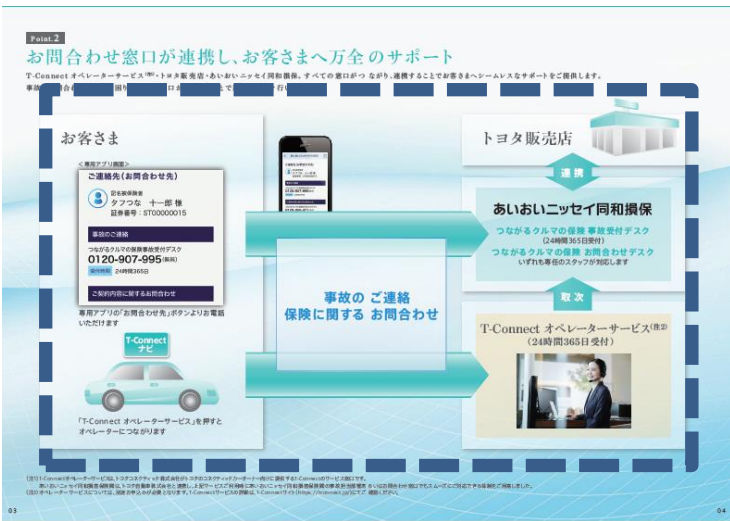 Point.2
お問合わせ窓口が連携し、お客さまへ万全のサポート
T-Connect オペレーターサービス(注2)・トヨタ販売店・あいおいニッセイ同和損保。すべての窓口がつながり、連携することでお客さまへシームレスなサポートをご提供します。
お客さま
<専用アプリ画面>
ご連絡先(お問合わせ先)
記名被保険者
タフつな 十一郎 様
証券番号:ST00000015
事故のご連絡
つながるクルマの保険事故受付デスク
0120-907-995(無料)
受付時間 24時間365日
ご契約内容に関するお問合わせ
専用アプリの「お問合わせ先」ボタンよりお電話
いただけます
T-Connect
ナビ
「T-Connect オペレーターサービス」を押すと
オペレーターにつながります
事故の ご連絡
保険に関する お問合わせ
トヨタ販売店
連携
あいおいニッセイ同和損保
つながるクルマの保険 事故受付デスク
(24時間365日受付)
つながるクルマの保険 お問合わせデスク
いずれも専任のスタッフが対応します
取次
T-Connect オペレーターサービス(注2)
(24時間365日受付)
03
04